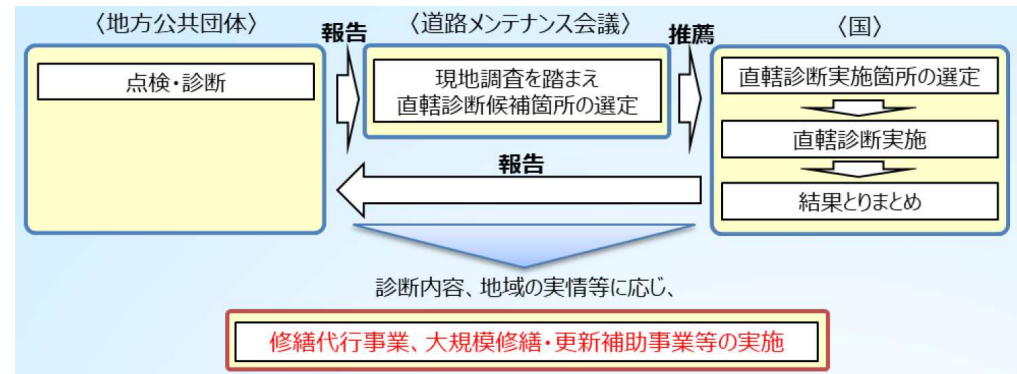 〈地方公共団体〉
報告
〈道路メンテナンス会議〉
推薦
〈国〉
点検・診断
現地調査を踏まえ
直轄診断候補箇所の選定
直轄診断実施箇所の選定
直轄診断実施
報告
結果とりまとめ
診断内容、地域の実情等に応じ、
修繕代行事業、大規模修繕・更新補助事業等の実施